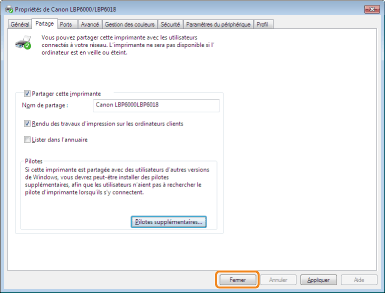 Propriétés de Canon LBP6000/LBP6018
Général Partage Ports Avancé Gestion des couleurs Sécurité Paramètres du périphérique Profil
Vous pouvez partager cette imprimante avec les utilisateurs
connectés à votre réseau. L'imprimante ne sera pas disponible si l'
ordinateur est en veille ou éteint.
Partager cette imprimante
Nom de partage : Canon LBP6000LBP6018
Rendu des travaux d'impression sur les ordinateurs clients
Lister dans l'annuaire
Pilotes
Si cette imprimante est partagée avec des utilisateurs d'autres versions
de Windows, vous devrez peut-être installer des pilotes
supplémentaires, afin que les utilisateurs n'aient pas à rechercher le
pilote d'imprimante lorsqu'ils s'y connectent.
Pilotes supplémentaires...
Fermer Annuler Appliquer Aide